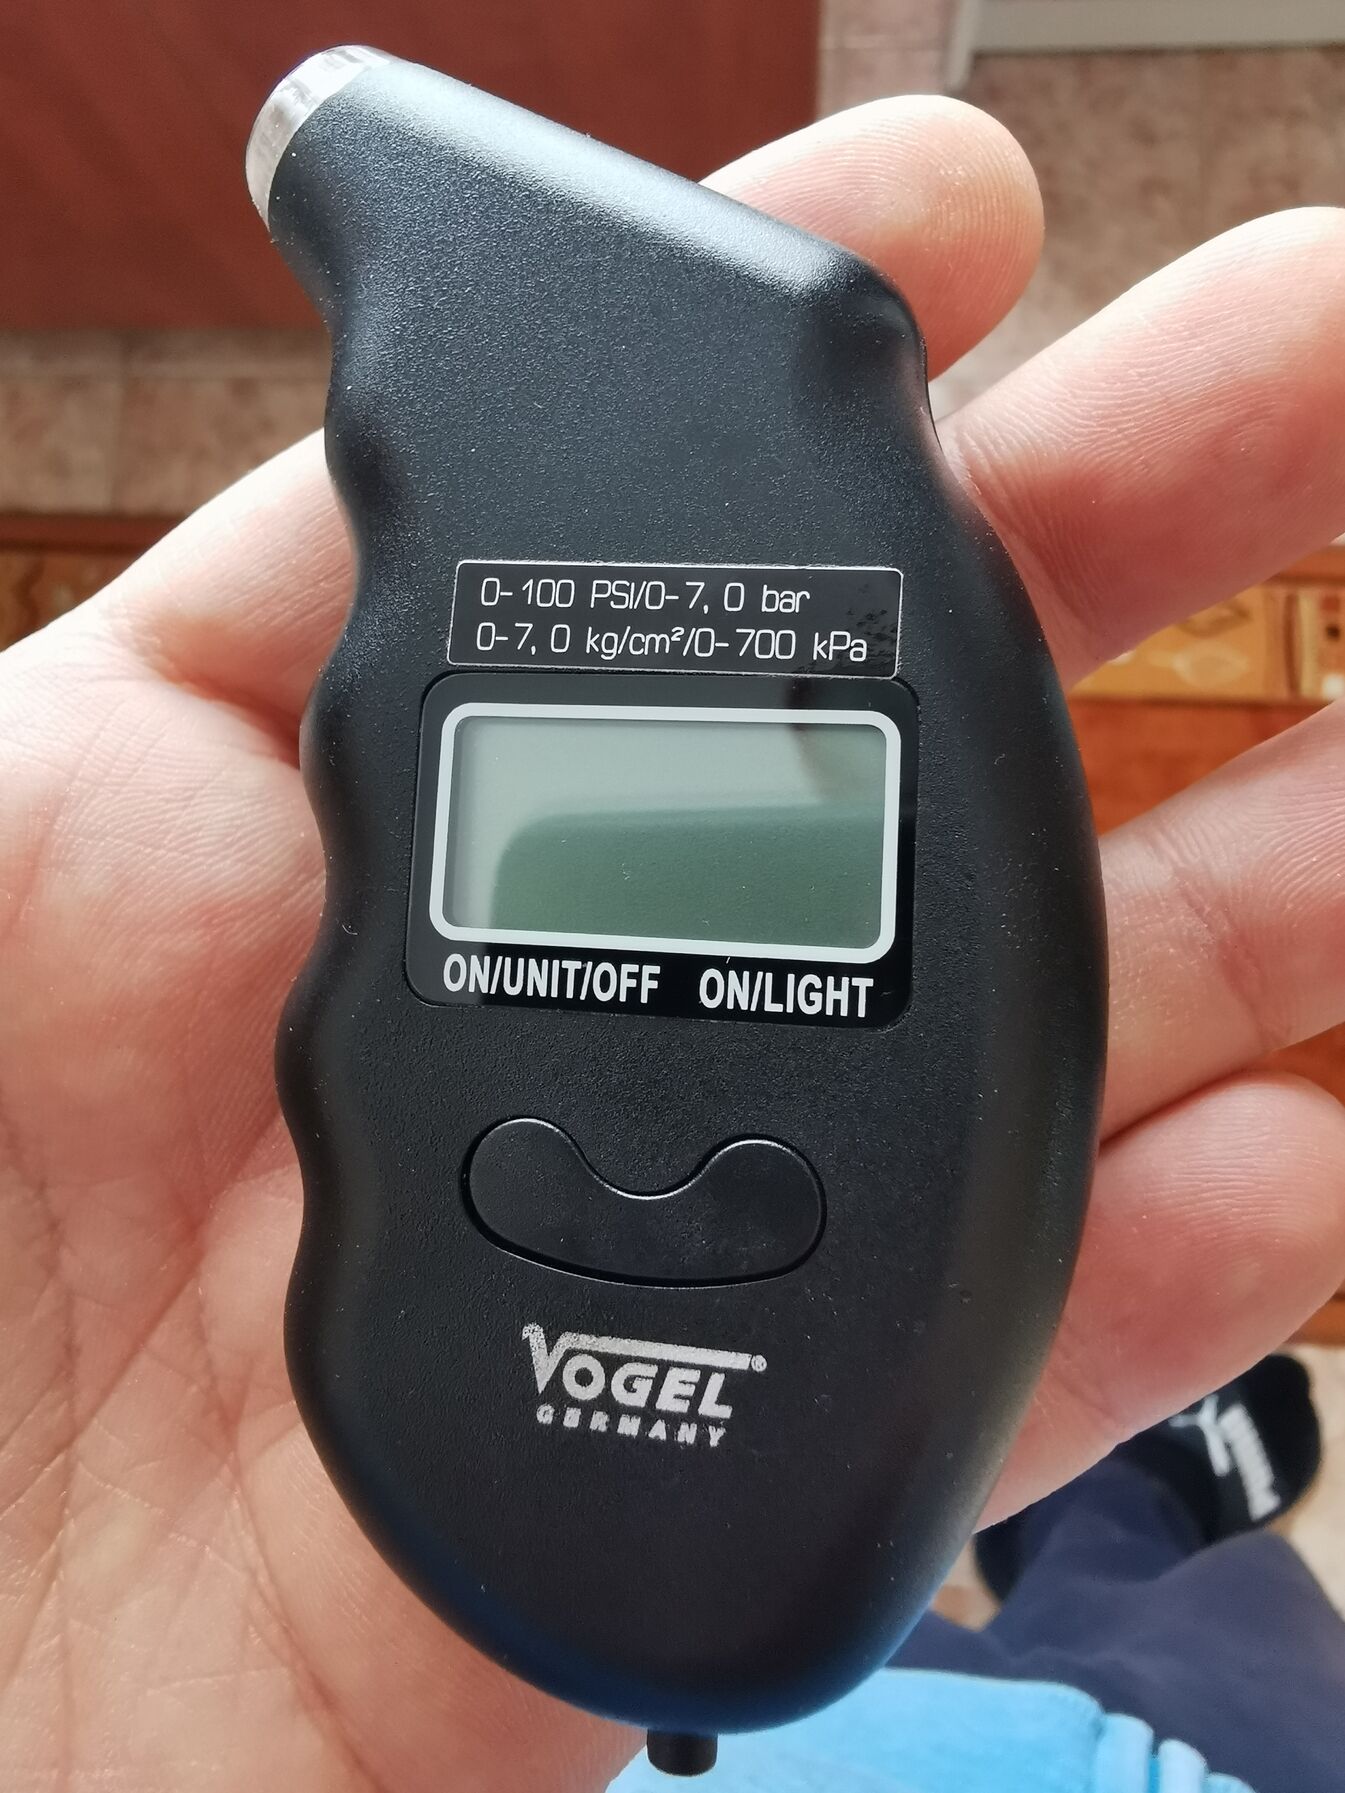 0-100 PSI/0-7, 0 bar
0-7, 0 kg/cm²/0-700 kPa
ON/UNIT/OFF ON/LIGHT
VOGEL®
GERMANY
PUMA